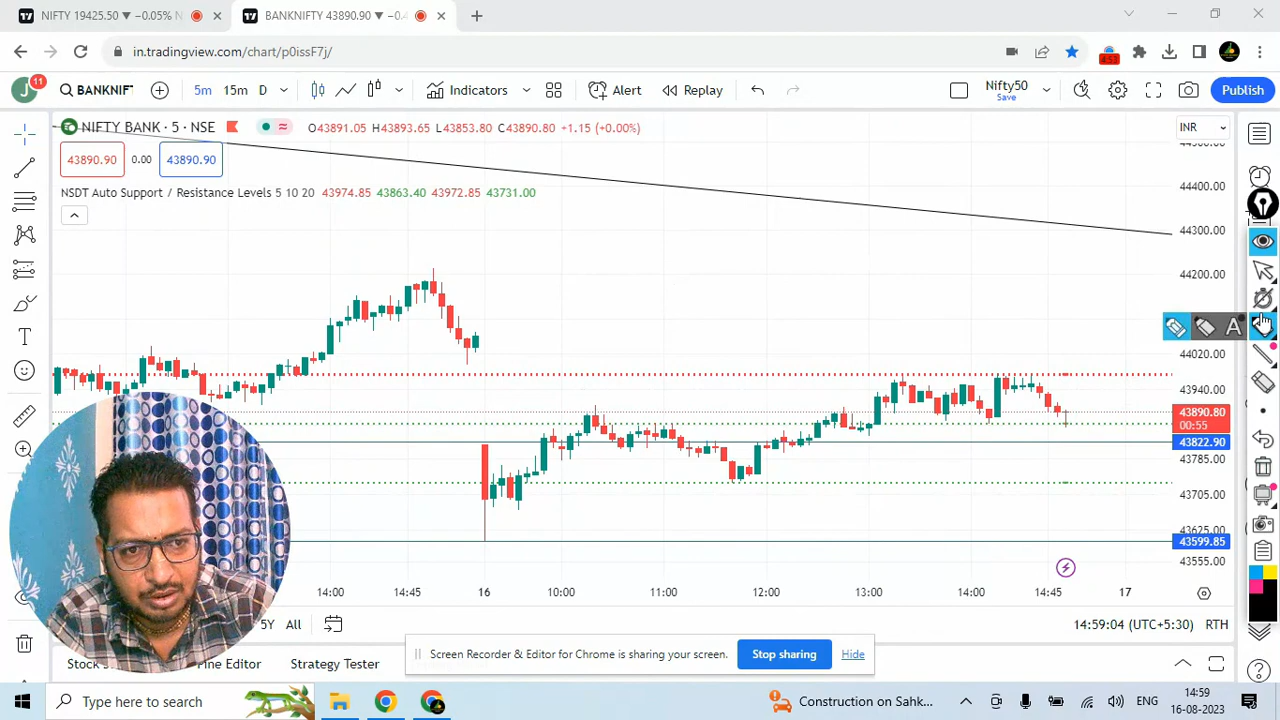 NIFTY 19425.50 ▼ −0.05% N
BANKNIFTY 43890.90 ▼ −0.4
in.tradingview.com/chart/p0issF7j/
4:53
J
11
BANKNIF
5m 15m D
Indicators
Alert
Replay
Nifty50
Save
Publish
NIFTY BANK · 5 · NSE
O43891.05 H43893.65 L43853.80 C43890.80 +1.15 (+0.00%)
INR
43890.90 0.00 43890.90
NSDT Auto Support / Resistance Levels 5 10 20 43974.85 43863.40 43972.85 43731.00
44400.00
44300.00
44200.00
A
44020.00
43940.00
43890.80
00:55
43822.90
43785.00
43705.00
43625.00
43599.85
43555.00
14:00 14:45 16 10:00 11:00 12:00 13:00 14:00 14:45 17
5Y All
14:59:04 (UTC+5:30) RTH
Screen Recorder & Editor for Chrome is sharing your screen.
Stop sharing
Hide
Stock
Pine Editor
Strategy Tester
Type here to search
Construction on Sahk...
ENG
14:59
16-08-2023